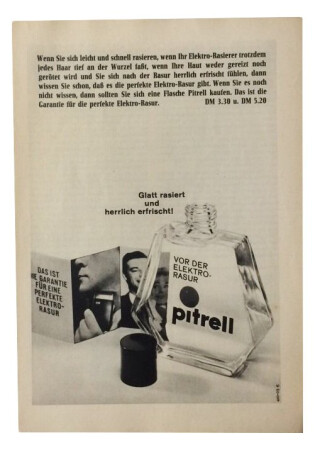 Wenn Sie sich leicht und schnell rasieren, wenn Ihr Elektro-Rasierer trotzdem
jedes Haar tief an der Wurzel faßt, wenn Ihre Haut weder gereizt noch
gerötet wird und Sie sich nach der Rasur herrlich erfrischt fühlen, dann
wissen Sie schon, daß es die perfekte Elektro-Rasur gibt. Wenn Sie es noch
nicht wissen, dann sollten Sie sich eine Flasche Pitrell kaufen. Das ist die
Garantie für die perfekte Elektro-Rasur. DM 3.30 u. DM 5.20
Glatt rasiert
und
herrlich erfrischt!
VOR DER
ELEKTRO-
RASUR
pitrell
DAS IST
DIE GARANTIE
FÜR EINE
PERFEKTE
ELEKTRO-
RASUR